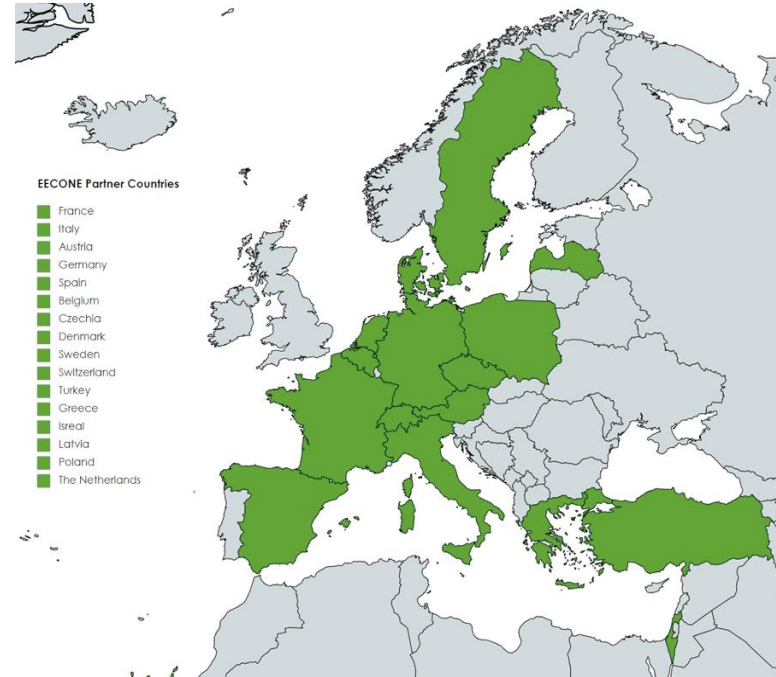 EECONE Partner Countries
France
Italy
Austria
Germany
Spain
Belgium
Czechia
Denmark
Sweden
Switzerland
Turkey
Greece
Isreal
Latvia
Poland
The Netherlands